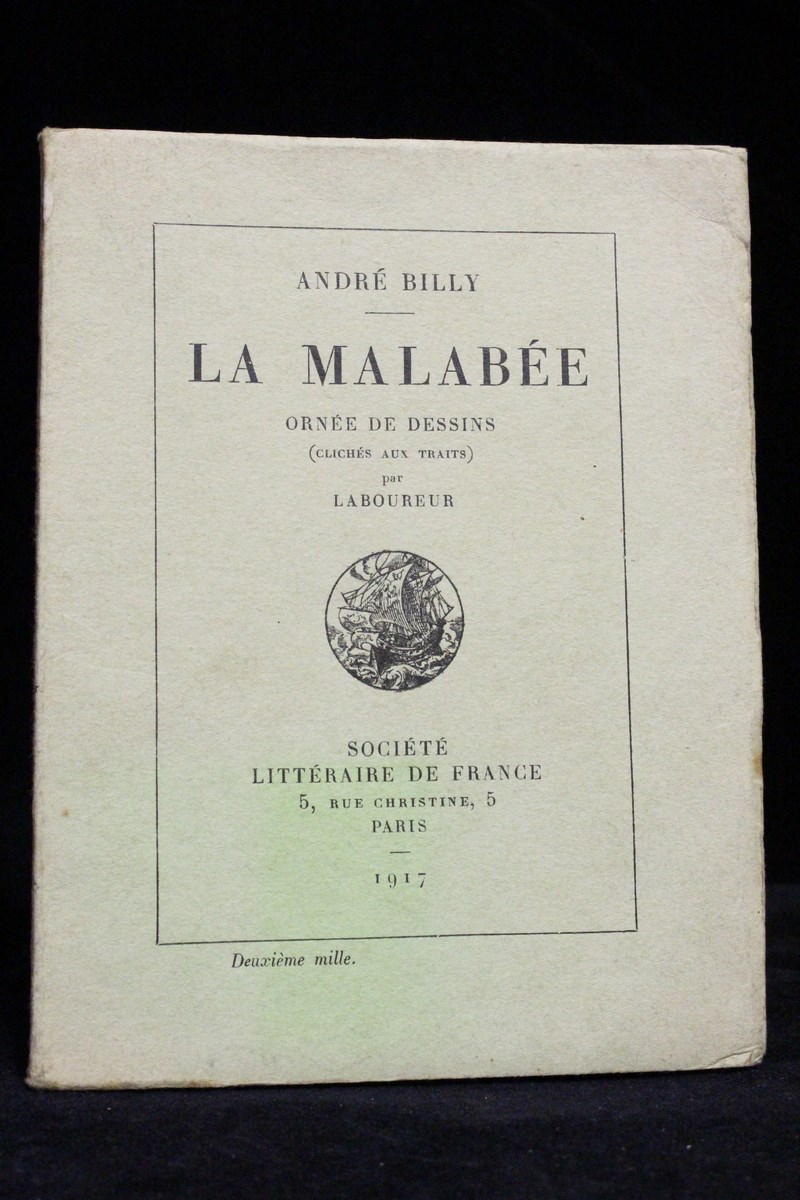 ANDRÉ BILLY
LA MALABÉE
ORNÉE DE DESSINS
(CLICHÉS AUX TRAITS)
par
LABOUREUR
SOCIÉTÉ
LITTÉRAIRE DE FRANCE
5, RUE CHRISTINE, 5
PARIS
1917
Deuxième mille.